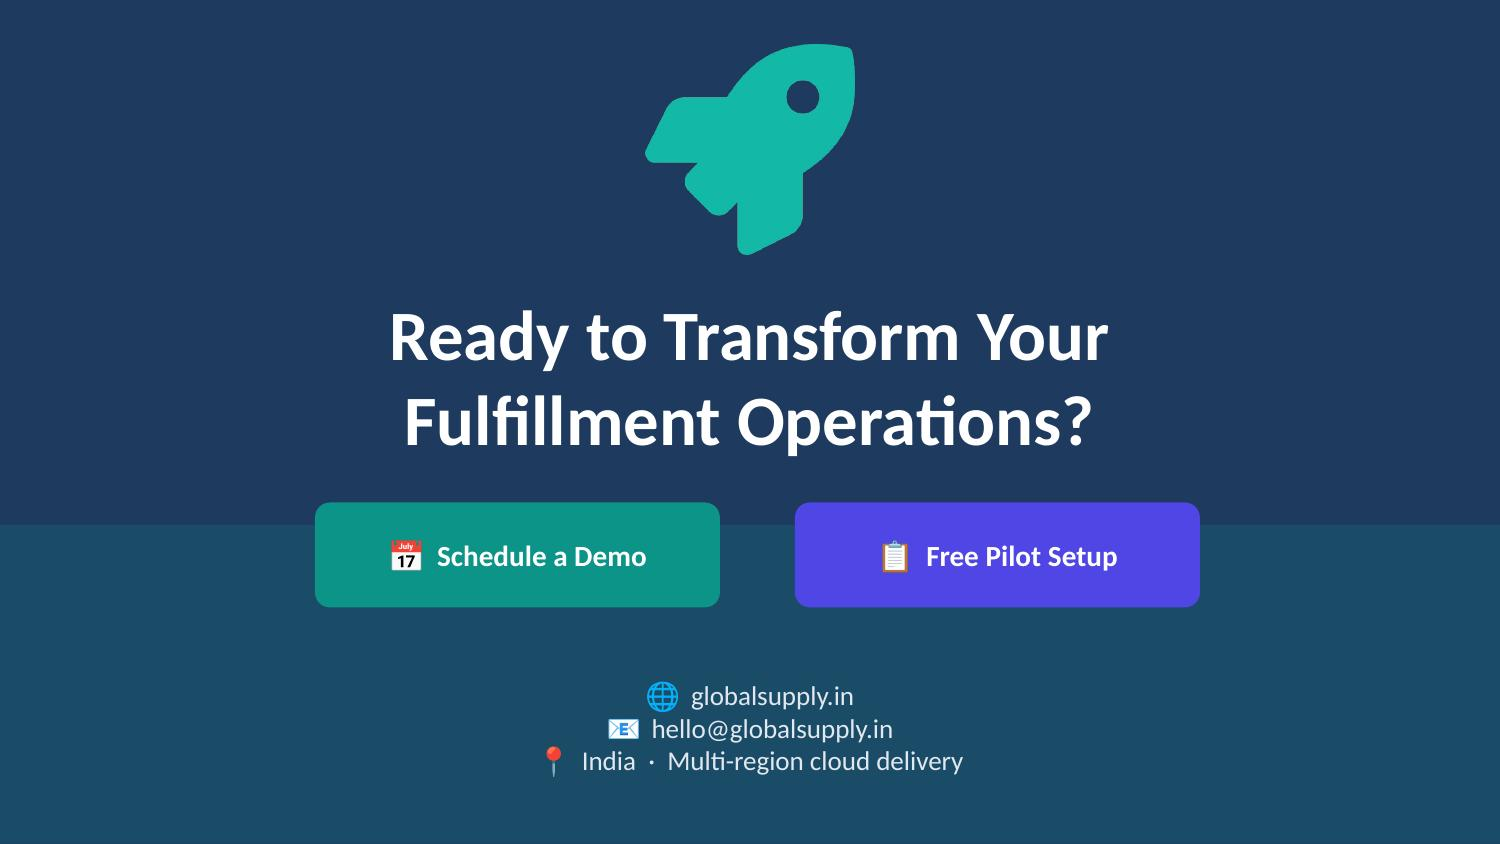 Ready to Transform Your
Fulfillment Operations?
📅 Schedule a Demo
📋 Free Pilot Setup
🌐 globalsupply.in
📧 hello@globalsupply.in
📍 India · Multi-region cloud delivery